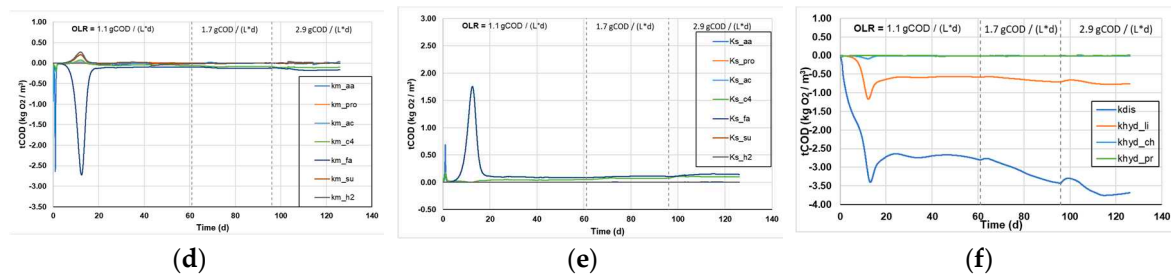 OLR = 1.1 gCOD / (L*d) 1.7 gCOD / (L*d) 2.9 gCOD / (L*d)
tCOD (kg O2 / m³)
0.50
0.00
-0.50
-1.00
-1.50
-2.00
-2.50
-3.00
-3.50
km_aa
km_pro
km_ac
km_c4
km_fa
km_su
km_h2
0 20 40 60 80 100 120 140
Time (d)
(d)
OLR = 1.1 gCOD / (L*d) 1.7 gCOD / (L*d) 2.9 gCOD / (L*d)
tCOD (kg O2 / m³)
3.00
2.50
2.00
1.50
1.00
0.50
0.00
-0.50
Ks_aa
Ks_pro
Ks_ac
Ks_c4
Ks_fa
Ks_su
Ks_h2
0 20 40 60 80 100 120 140
Time (d)
(e)
OLR = 1.1 gCOD / (L*d) 1.7 gCOD / (L*d) 2.9 gCOD / (L*d)
tCOD (kg O2 / m³)
1.00
0.50
0.00
-0.50
-1.00
-1.50
-2.00
-2.50
-3.00
-3.50
-4.00
kdis
khyd_li
khyd_ch
khyd_pr
0 20 40 60 80 100 120 140
Time (d)
(f)